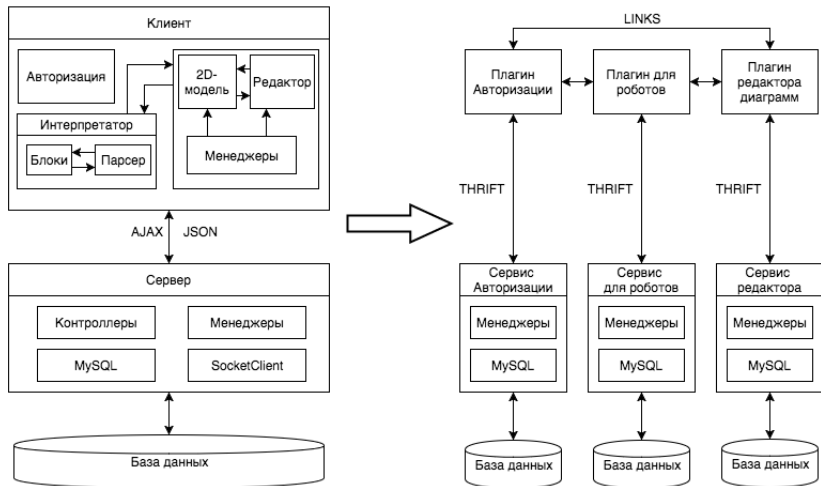 Клиент
Авторизация
2D-
модель
Редактор
Интерпретатор
Блоки
Парсер
Менеджеры
AJAX
JSON
Сервер
Контроллеры
Менеджеры
MySQL
SocketClient
База данных
LINKS
Плагин
Авторизации
Плагин для
роботов
Плагин
редактора
диаграмм
THRIFT
THRIFT
THRIFT
Сервис
Авторизации
Сервис
для роботов
Сервис
редактора
Менеджеры
Менеджеры
Менеджеры
MySQL
MySQL
MySQL
База данных
База данных
База данных